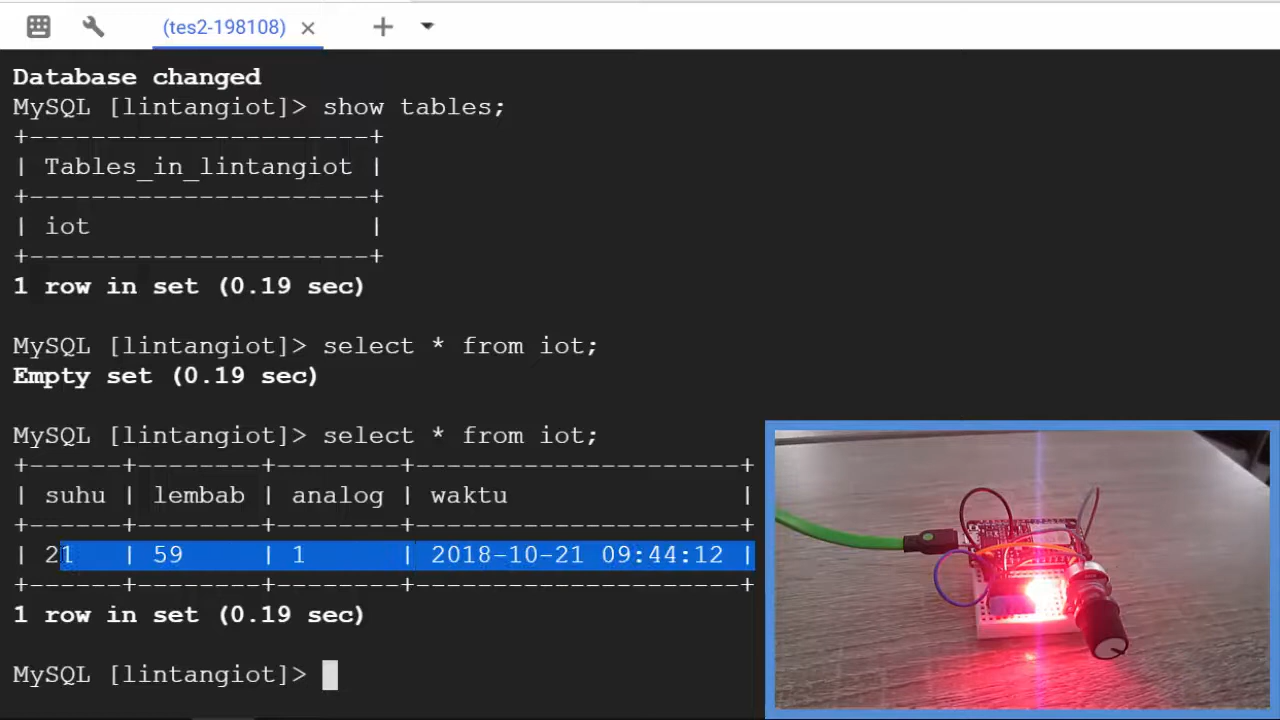 (tes2-198108)
Database changed
MySQL [lintangiot]> show tables;
+----------------------+
| Tables_in_lintangiot |
+----------------------+
| iot                  |
+----------------------+
1 row in set (0.19 sec)
MySQL [lintangiot]> select * from iot;
Empty set (0.19 sec)
MySQL [lintangiot]> select * from iot;
+------+--------+--------+---------------------+
| suhu | lembab | analog | waktu               |
+------+--------+--------+---------------------+
| 21   | 59     | 1      | 2018-10-21 09:44:12 |
+------+--------+--------+---------------------+
1 row in set (0.19 sec)
MySQL [lintangiot]>